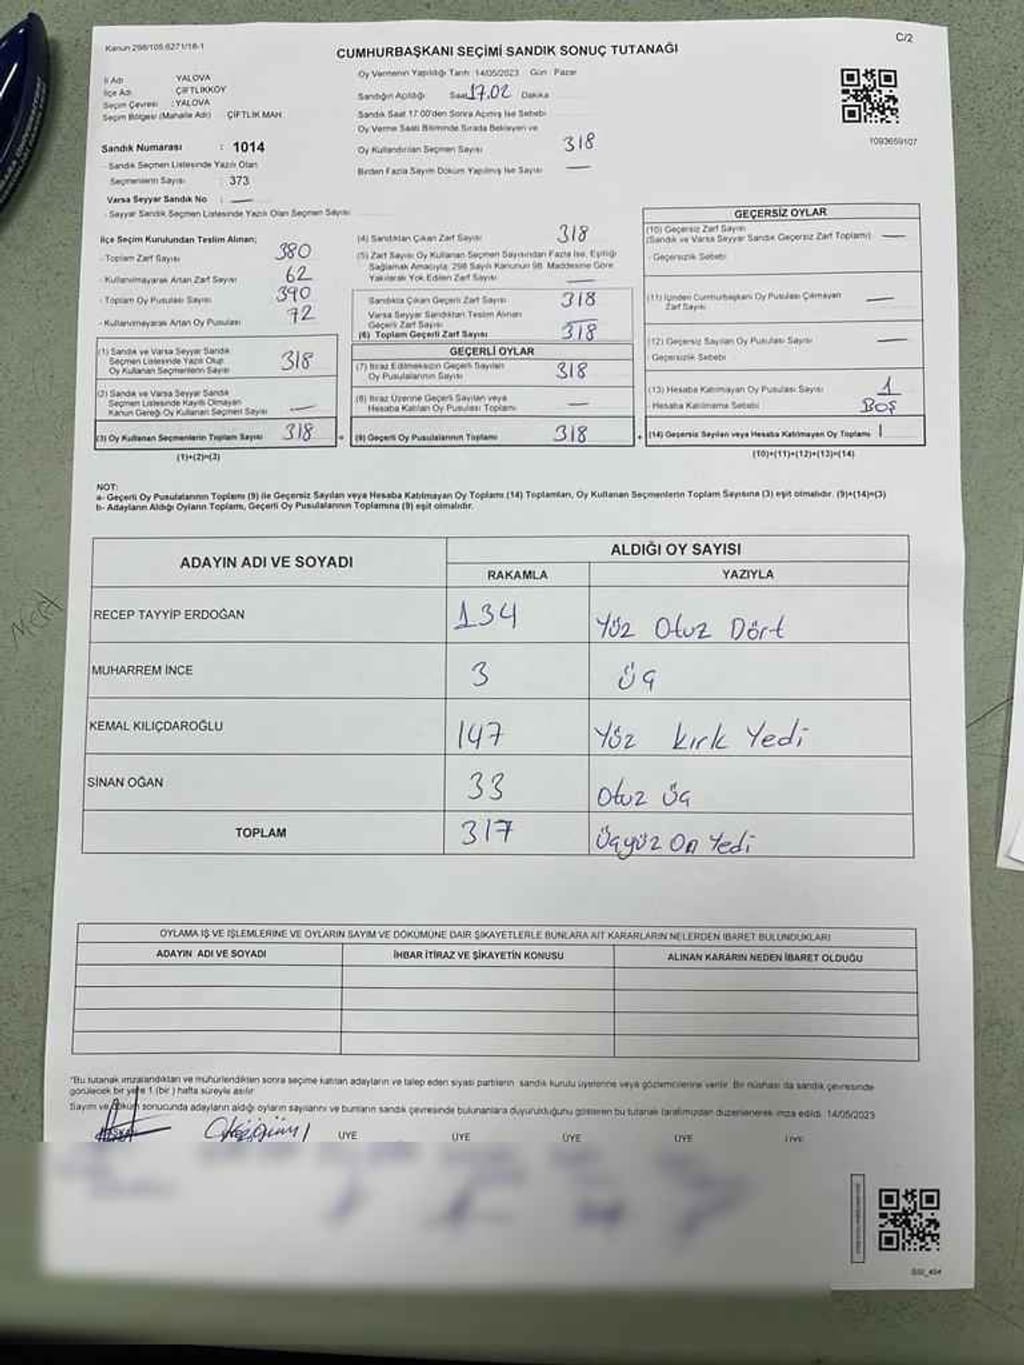 Kanun 298/105,6271/16-1
C/2
CUMHURBAŞKANI SEÇİMİ SANDIK SONUÇ TUTANAĞI
İl Adı YALOVA
İlçe Adı ÇİFTLİKKÖY
Seçim Çevresi : YALOVA
Seçim Bölgesi (Mahalle Adı) ÇİFTLİK MAH
Oy Vermenin Yapıldığı Tarih: 14/05/2023 Gün : Pazar
Sandığın Açıldığı Saat 17.02 Dakika
Sandık Saat 17.00'den Sonra Açılmış İse Sebebi
Oy Verme Saati Bitiminde Sırada Bekleyen ve
Oy Kullandırılan Seçmen Sayısı 318
Birden Fazla Sayım Döküm Yapılmış İse Sayısı —
1093659107
Sandık Numarası : 1014
- Sandık Seçmen Listesinde Yazılı Olan
Seçmenlerin Sayısı : 373
Varsa Seyyar Sandık No : —
- Seyyar Sandık Seçmen Listesinde Yazılı Olan Seçmen Sayısı
İlçe Seçim Kurulundan Teslim Alınan;
- Toplam Zarf Sayısı 380
- Kullanılmayarak Artan Zarf Sayısı 62
- Toplam Oy Pusulası Sayısı 390
- Kullanılmayarak Artan Oy Pusulası 72
(1) Sandık ve Varsa Seyyar Sandık
Seçmen Listesinde Yazılı Olup
Oy Kullanan Seçmenlerin Sayısı 318
(2) Sandık ve Varsa Seyyar Sandık
Seçmen Listesinde Kayıtlı Olmayan
Kanun Gereği Oy Kullanan Seçmen Sayısı —
(3) Oy Kullanan Seçmenlerin Toplam Sayısı 318
(1)+(2)=(3)
(4) Sandıktan Çıkan Zarf Sayısı 318
(5) Zarf Sayısı Oy Kullanan Seçmen Sayısından Fazla İse, Eşitliği
Sağlamak Amacıyla, 298 Sayılı Kanunun 98. Maddesine Göre
Yakılarak Yok Edilen Zarf Sayısı —
Sandıkta Çıkan Geçerli Zarf Sayısı 318
Varsa Seyyar Sandıktan Teslim Alınan
Geçerli Zarf Sayısı —
(6) Toplam Geçerli Zarf Sayısı 318
GEÇERLİ OYLAR
(7) İtiraz Edilmeksizin Geçerli Sayılan
Oy Pusulalarının Sayısı 318
(8) İtiraz Üzerine Geçerli Sayılan veya
Hesaba Katılan Oy Pusulası Toplamı —
= (9) Geçerli Oy Pusulalarının Toplamı 318
GEÇERSİZ OYLAR
(10) Geçersiz Zarf Sayısı
(Sandık ve Varsa Seyyar Sandık Geçersiz Zarf Toplamı) —
- Geçersizlik Sebebi
(11) İçinden Cumhurbaşkanı Oy Pusulası Çıkmayan
Zarf Sayısı —
(12) Geçersiz Sayılan Oy Pusulası Sayısı —
- Geçersizlik Sebebi
(13) Hesaba Katılmayan Oy Pusulası Sayısı 1
- Hesaba Katılmama Sebebi BOŞ
+ (14) Geçersiz Sayılan veya Hesaba Katılmayan Oy Toplamı 1
(10)+(11)+(12)+(13)=(14)
NOT:
a- Geçerli Oy Pusulalarının Toplamı (9) ile Geçersiz Sayılan veya Hesaba Katılmayan Oy Toplamı (14) Toplamları, Oy Kullanan Seçmenlerin Toplam Sayısına (3) eşit olmalıdır. (9)+(14)=(3)
b- Adayların Aldığı Oyların Toplamı, Geçerli Oy Pusulalarının Toplamına (9) eşit olmalıdır.
ADAYIN ADI VE SOYADI ALDIĞI OY SAYISI
RAKAMLA YAZIYLA
RECEP TAYYİP ERDOĞAN 134 Yüz Otuz Dört
MUHARREM İNCE 3 üç
KEMAL KILIÇDAROĞLU 147 Yüz kırk Yedi
SİNAN OĞAN 33 Otuz üç
TOPLAM 317 Üçyüz On Yedi
OYLAMA İŞ VE İŞLEMLERİNE VE OYLARIN SAYIM VE DÖKÜMÜNE DAİR ŞİKAYETLERLE BUNLARA AİT KARARLARIN NELERDEN İBARET BULUNDUKLARI
ADAYIN ADI VE SOYADI İHBAR İTİRAZ VE ŞİKAYETİN KONUSU ALINAN KARARIN NEDEN İBARET OLDUĞU
"Bu tutanak imzalandıktan ve mühürlendikten sonra seçime katılan adayların ve talep eden siyasi partilerin sandık kurulu üyelerine veya gözlemcilerine verilir. Bir nüshası da sandık çevresinde
görülecek bir yere 1 (bir) hafta süreyle asılır
Sayım ve döküm sonucunda adayların aldığı oyların sayılarını ve bunların sandık çevresinde bulunanlara duyurulduğunu gösteren bu tutanak tarafımızdan düzenlenerek imza edildi. 14/05/2023
BAŞKAN ÜYE ÜYE ÜYE ÜYE ÜYE